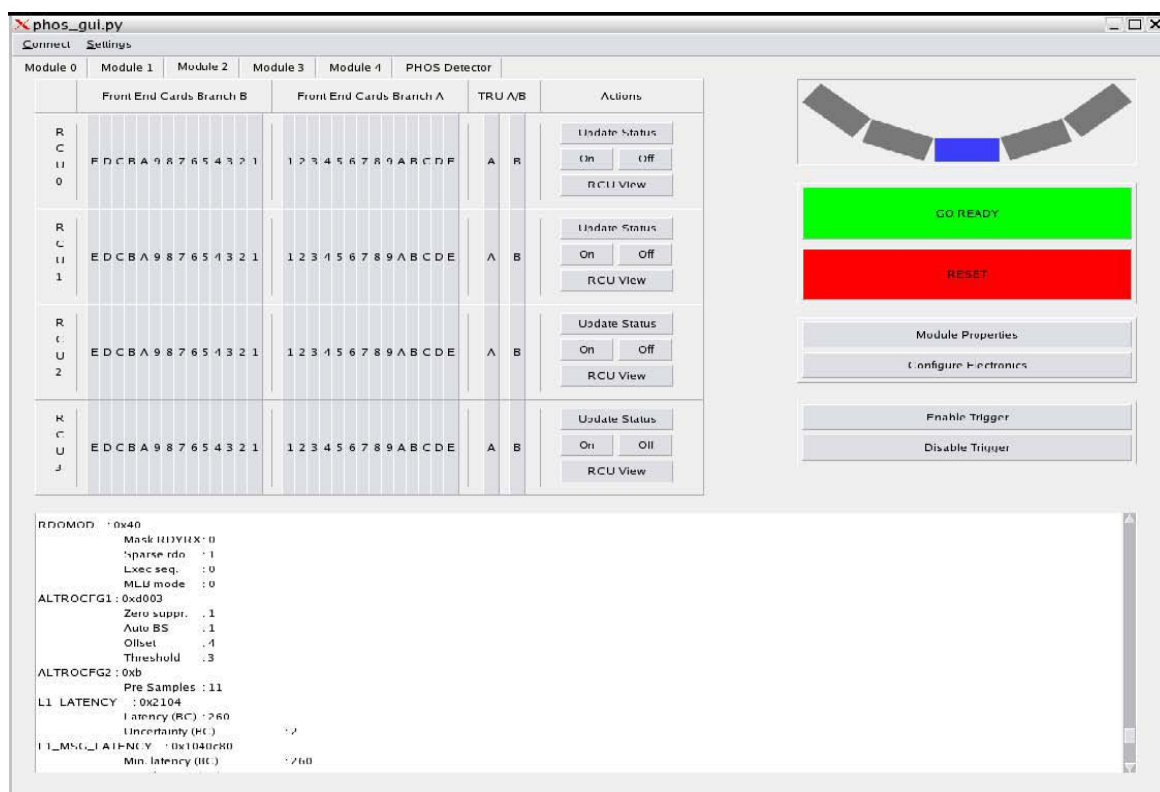 phos_gui.py
Connect Settings
Module 0 Module 1 Module 2 Module 3 Module 4 PHOS Detector
Front End Cards Branch B Front End Cards Branch A TRU A/B Actions
RCU 0
E D C B A 9 8 7 6 5 4 3 2 1 1 2 3 4 5 6 7 8 9 A B C D E A B
Update Status
On Off
RCU View
RCU 1
E D C B A 9 8 7 6 5 4 3 2 1 1 2 3 4 5 6 7 8 9 A B C D E A B
Update Status
On Off
RCU View
RCU 2
E D C B A 9 8 7 6 5 4 3 2 1 1 2 3 4 5 6 7 8 9 A B C D E A B
Update Status
On Off
RCU View
RCU 3
E D C B A 9 8 7 6 5 4 3 2 1 1 2 3 4 5 6 7 8 9 A B C D E A B
Update Status
On Off
RCU View
GO READY
RESET
Module Properties
Configure Electronics
Enable Trigger
Disable Trigger
RDOMOD : 0x40
Mask RDYRX : 0
Sparse rdo : 1
Exec seq. : 0
MEB mode : 0
ALTROCFG1 : 0xd003
Zero suppr. : 1
Auto BS : 1
Offset : 4
Threshold : 3
ALTROCFG2 : 0xb
Pre Samples : 11
L1_LATENCY : 0x2104
Latency (BC) : 260
Uncertainty (BC) : 2
L1_MSG_LATENCY : 0x1040c80
Min. latency (BC) : 260